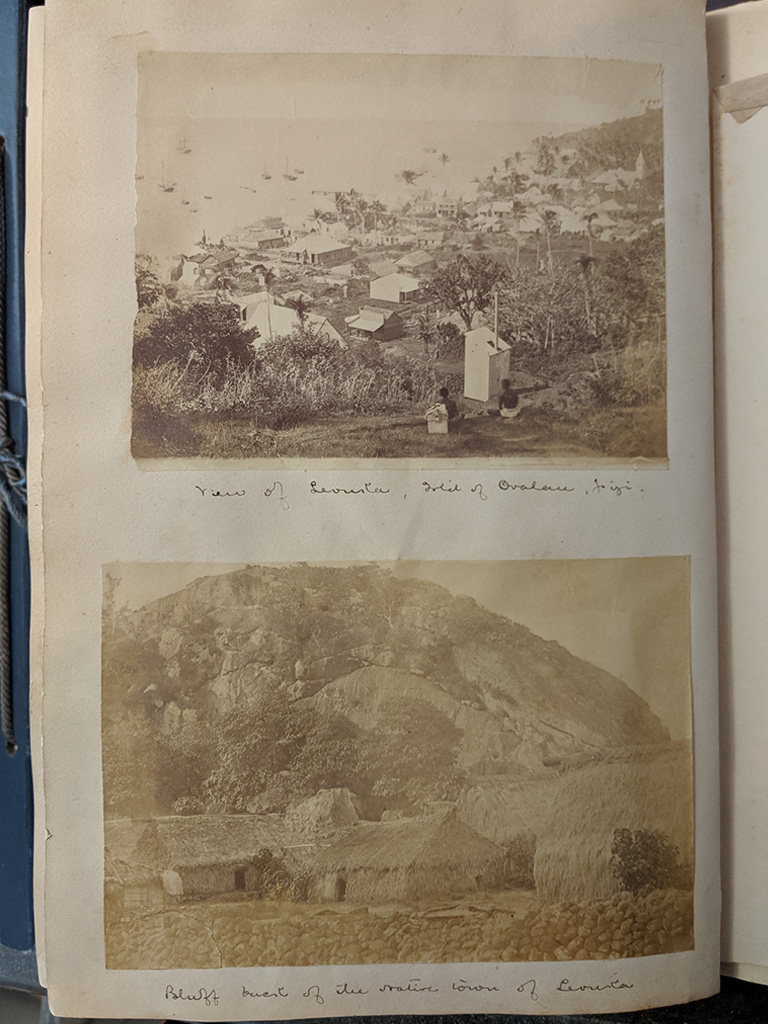 View of Levuka, Isld of Ovalau, Fiji.
Bluff back of the native town of Levuka